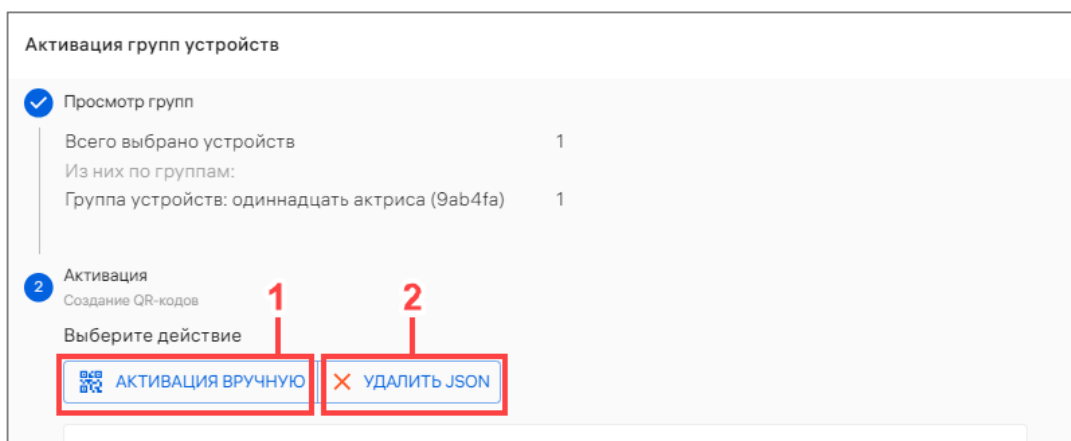 Активация групп устройств
Просмотр групп
Всего выбрано устройств 1
Из них по группам:
Группа устройств: одиннадцать актриса (9ab4fa) 1
2 Активация
Создание QR-кодов
1 2
Выберите действие
АКТИВАЦИЯ ВРУЧНУЮ УДАЛИТЬ JSON